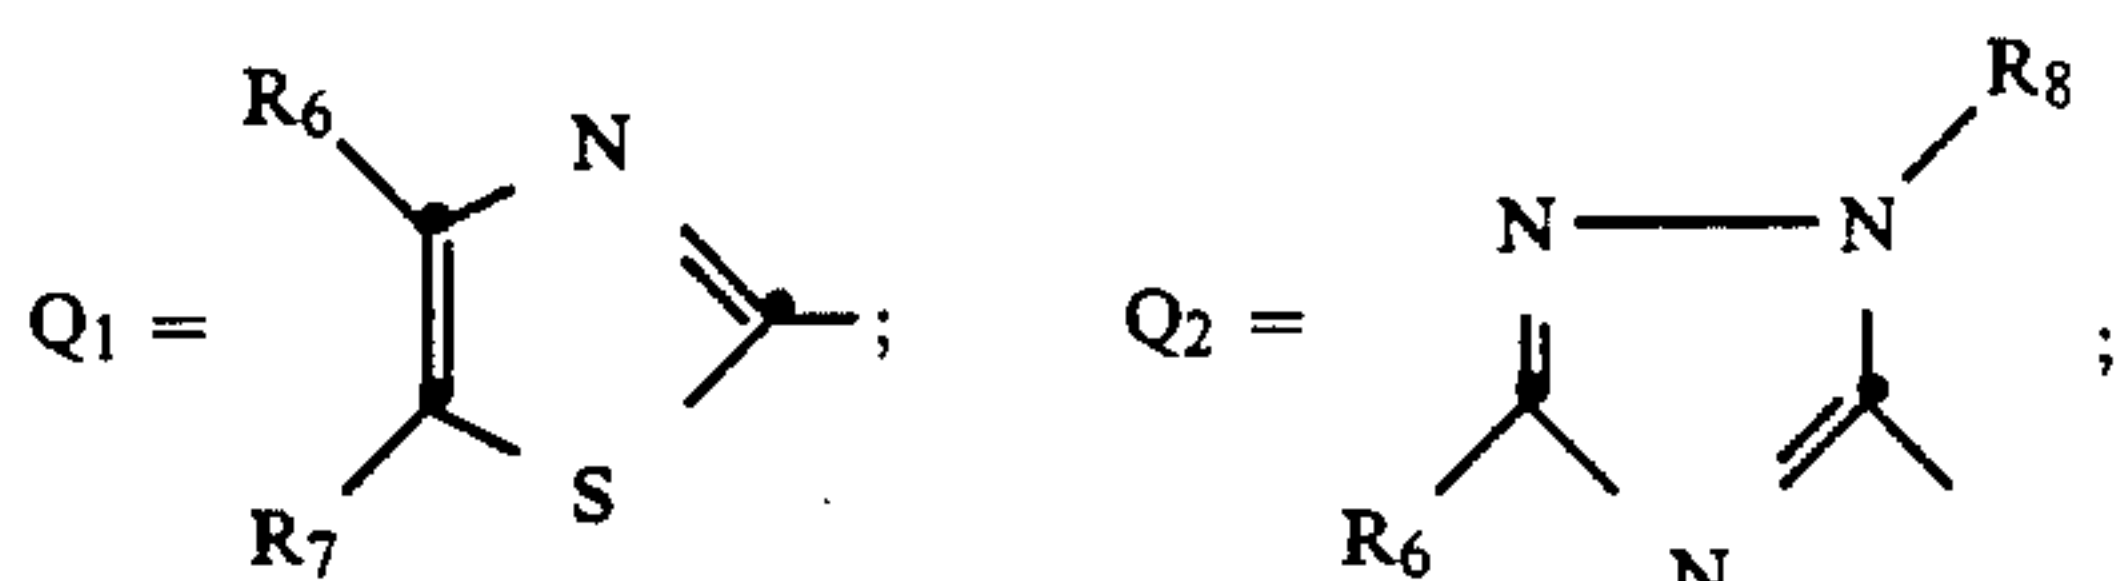 R8
R6 N
N N
Q1 = ; Q2 = ;
S
R7 R6 N